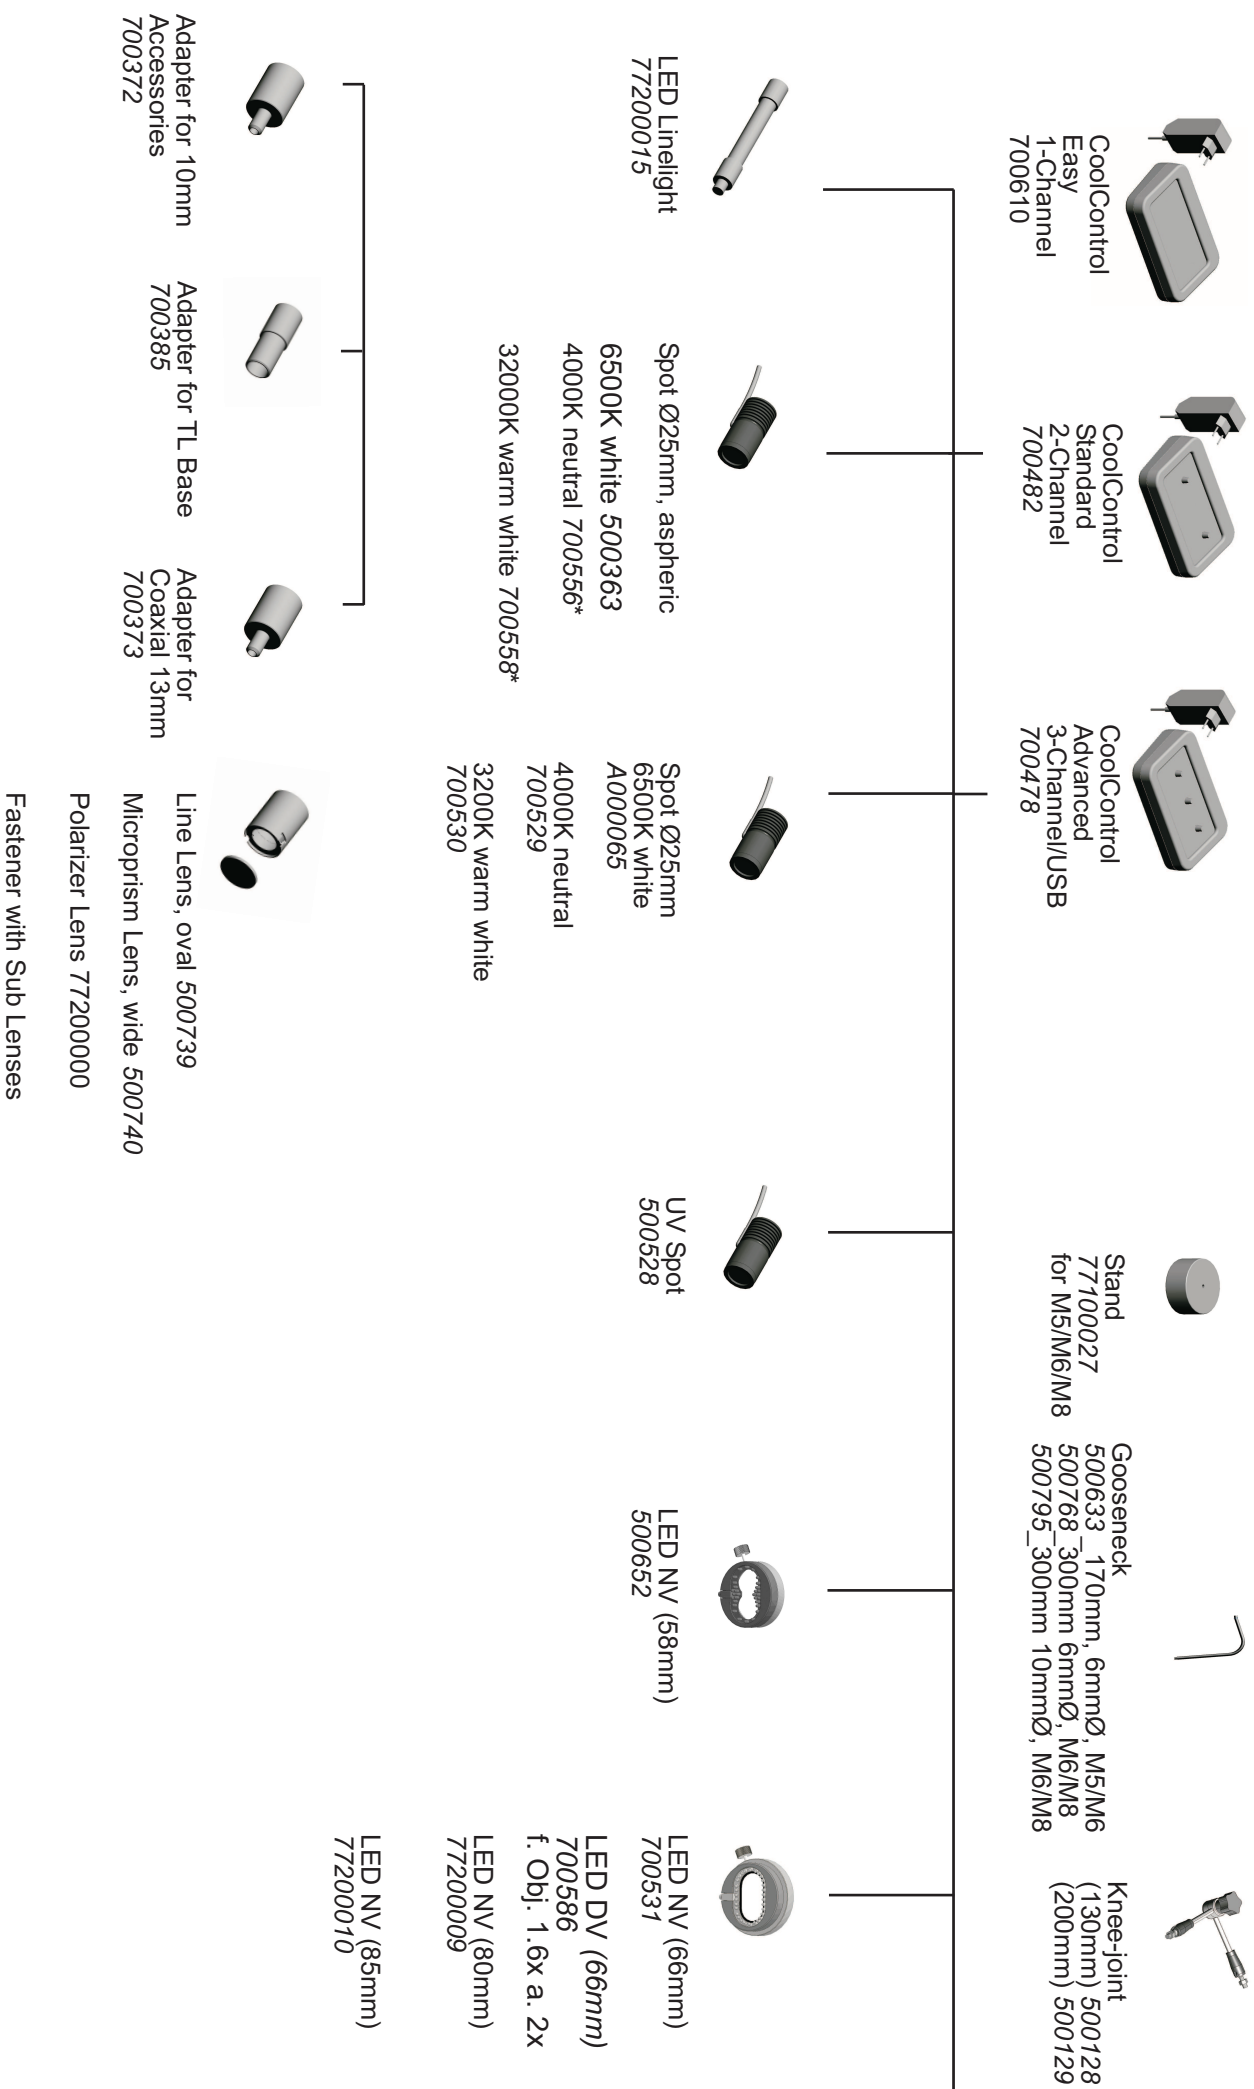 CoolControl
Easy
1-Channel
700610
CoolControl
Standard
2-Channel
700482
CoolControl
Advanced
3-Channel/USB
700478
Stand
77100027
for M5/M6/M8
Gooseneck
500633_170mm, 6mmØ, M5/M6
500768_300mm 6mmØ, M6/M8
500795_300mm 10mmØ, M6/M8
Knee-joint
(130mm) 500128
(200mm) 500129
LED Linelight
77200015
Spot Ø25mm, aspheric
6500K white 500363
4000K neutral 700556*
32000K warm white 700558*
Spot Ø25mm
6500K white
A000065
4000K neutral
700529
3200K warm white
700530
UV Spot
500528
LED NV (58mm)
500652
LED NV (66mm)
700531
LED DV (66mm)
700586
f. Obj. 1.6x a. 2x
LED NV (80mm)
77200009
LED NV (85mm)
77200010
Adapter for 10mm
Accessories
700372
Adapter for TL Base
700385
Adapter for
Coaxial 13mm
700373
Line Lens, oval 500739
Microprism Lens, wide 500740
Polarizer Lens 77200000
Fastener with Sub Lenses